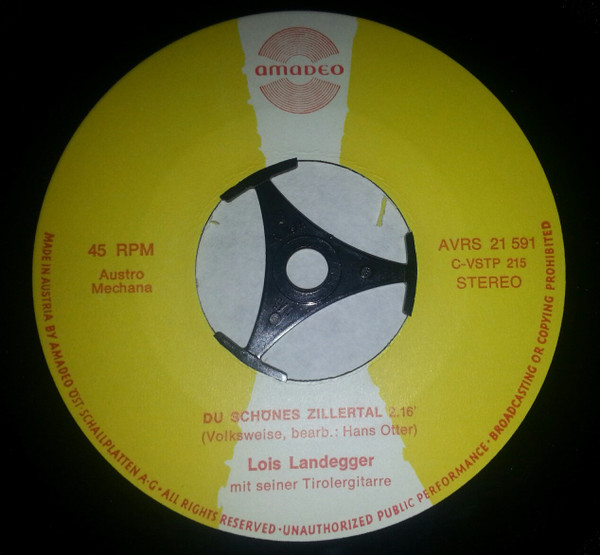 amadeo
45 RPM
Austro
Mechana
AVRS 21 591
C-VSTP 215
STEREO
DU SCHÖNES ZILLERTAL 2.16'
(Volksweise, bearb.: Hans Otter)
Lois Landegger
mit seiner Tirolergitarre
MADE IN AUSTRIA BY AMADEO ÖST. SCHALLPLATTEN A·G · ALL RIGHTS RESERVED · UNAUTHORIZED PUBLIC PERFORMANCE · BROADCASTING OR COPYING PROHIBITED